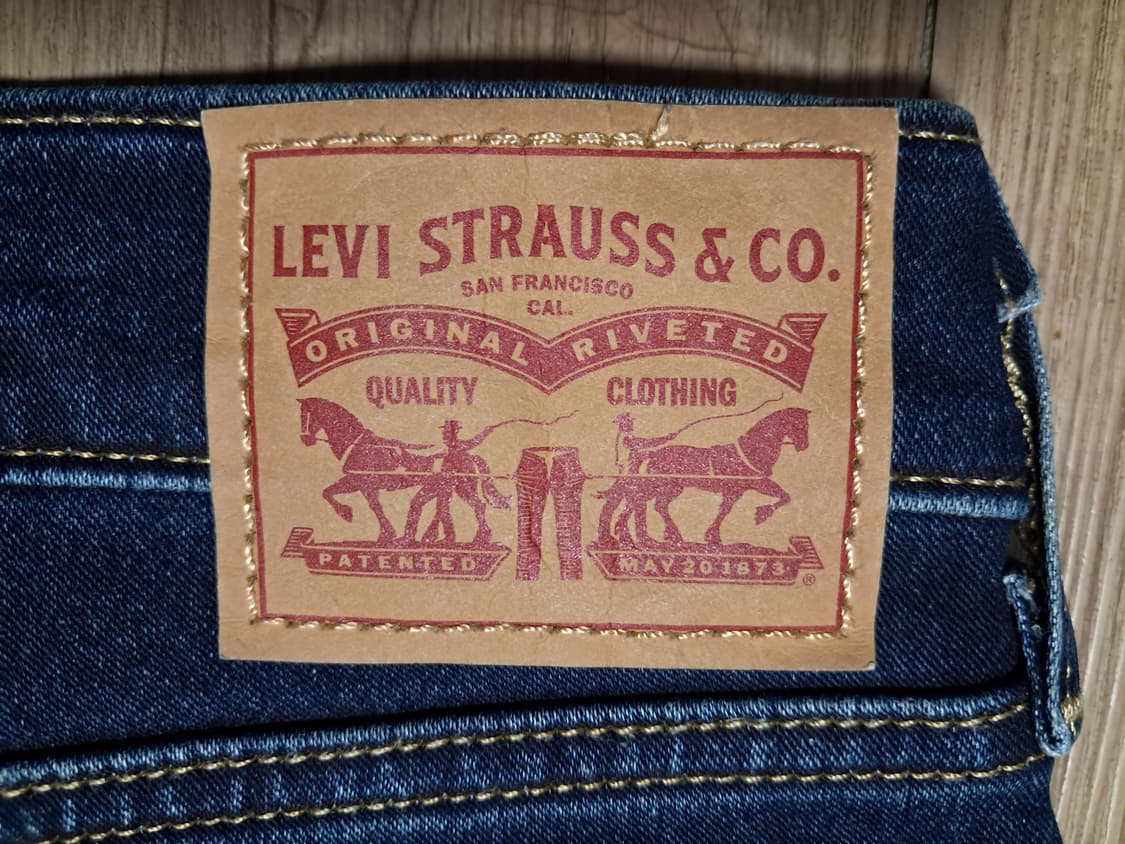 LEVI STRAUSS & CO.
SAN FRANCISCO
CAL.
ORIGINAL RIVETED
QUALITY CLOTHING
PATENTED MAY 20 1873 ®